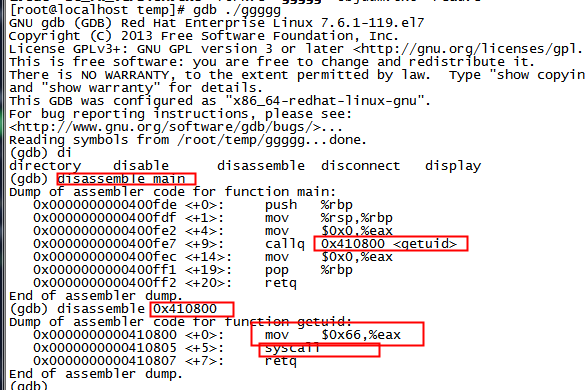 [root@localhost temp]# gdb ./ggggg
GNU gdb (GDB) Red Hat Enterprise Linux 7.6.1-119.el7
Copyright (C) 2013 Free Software Foundation, Inc.
License GPLv3+: GNU GPL version 3 or later <http://gnu.org/licenses/gpl.
This is free software: you are free to change and redistribute it.
There is NO WARRANTY, to the extent permitted by law.  Type "show copyin
and "show warranty" for details.
This GDB was configured as "x86_64-redhat-linux-gnu".
For bug reporting instructions, please see:
<http://www.gnu.org/software/gdb/bugs/>...
Reading symbols from /root/temp/ggggg...done.
(gdb) di
directory    disable      disassemble  disconnect   display
(gdb) disassemble main
Dump of assembler code for function main:
   0x0000000000400fde <+0>:     push   %rbp
   0x0000000000400fdf <+1>:     mov    %rsp,%rbp
   0x0000000000400fe2 <+4>:     mov    $0x0,%eax
   0x0000000000400fe7 <+9>:     callq  0x410800 <getuid>
   0x0000000000400fec <+14>:    mov    $0x0,%eax
   0x0000000000400ff1 <+19>:    pop    %rbp
   0x0000000000400ff2 <+20>:    retq
End of assembler dump.
(gdb) disassemble 0x410800
Dump of assembler code for function getuid:
   0x0000000000410800 <+0>:     mov    $0x66,%eax
   0x0000000000410805 <+5>:     syscall
   0x0000000000410807 <+7>:     retq
End of assembler dump.
(gdb)